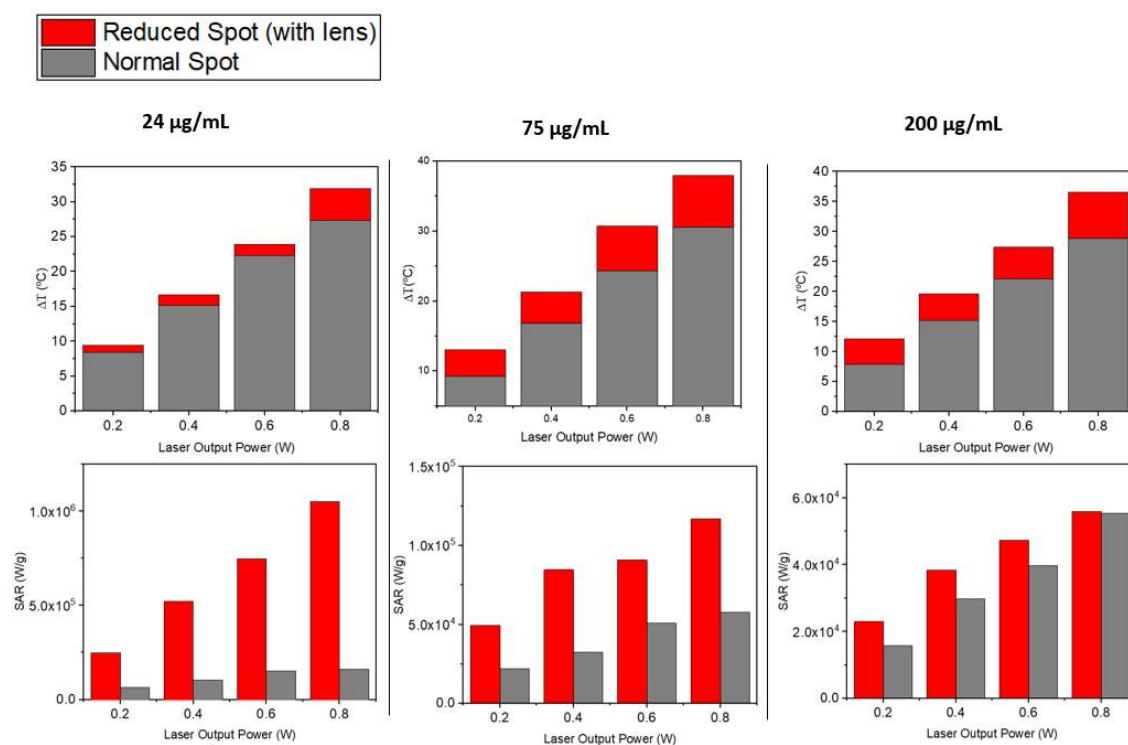 Reduced Spot (with lens)
Normal Spot
24 µg/mL
75 µg/mL
200 µg/mL
35
30
25
20
15
10
5
0
ΔT (ºC)
0.2
0.4
0.6
0.8
Laser Output Power (W)
40
30
20
10
ΔT(ºC)
0.2
0.4
0.6
0.8
Laser Output Power (W)
40
35
30
25
20
15
10
5
0
ΔT (ºC)
0.2
0.4
0.6
0.8
Laser Output Power (W)
1.0x10⁶
5.0x10⁵
0.0
SAR (W/g)
0.2
0.4
0.6
0.8
Laser Output Power (W)
1.5x10⁵
1.0x10⁵
5.0x10⁴
0.0
SAR (W/g)
0.2
0.4
0.6
0.8
Laser Output Power (W)
6.0x10⁴
4.0x10⁴
2.0x10⁴
0.0
SAR (W/g)
0.2
0.4
0.6
0.8
Laser Output Power (W)